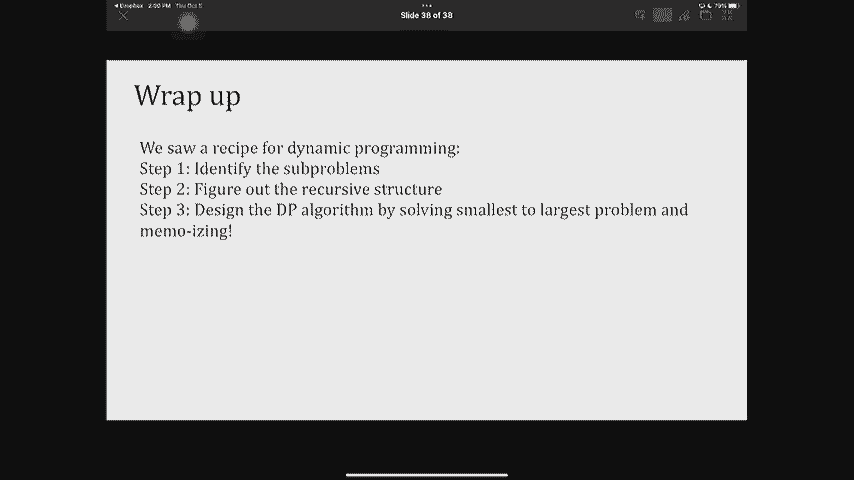 Dropbox 2:50 PM Thu Oct 5
Slide 38 of 38
79%
Wrap up
We saw a recipe for dynamic programming:
Step 1: Identify the subproblems
Step 2: Figure out the recursive structure
Step 3: Design the DP algorithm by solving smallest to largest problem and
memo-izing!